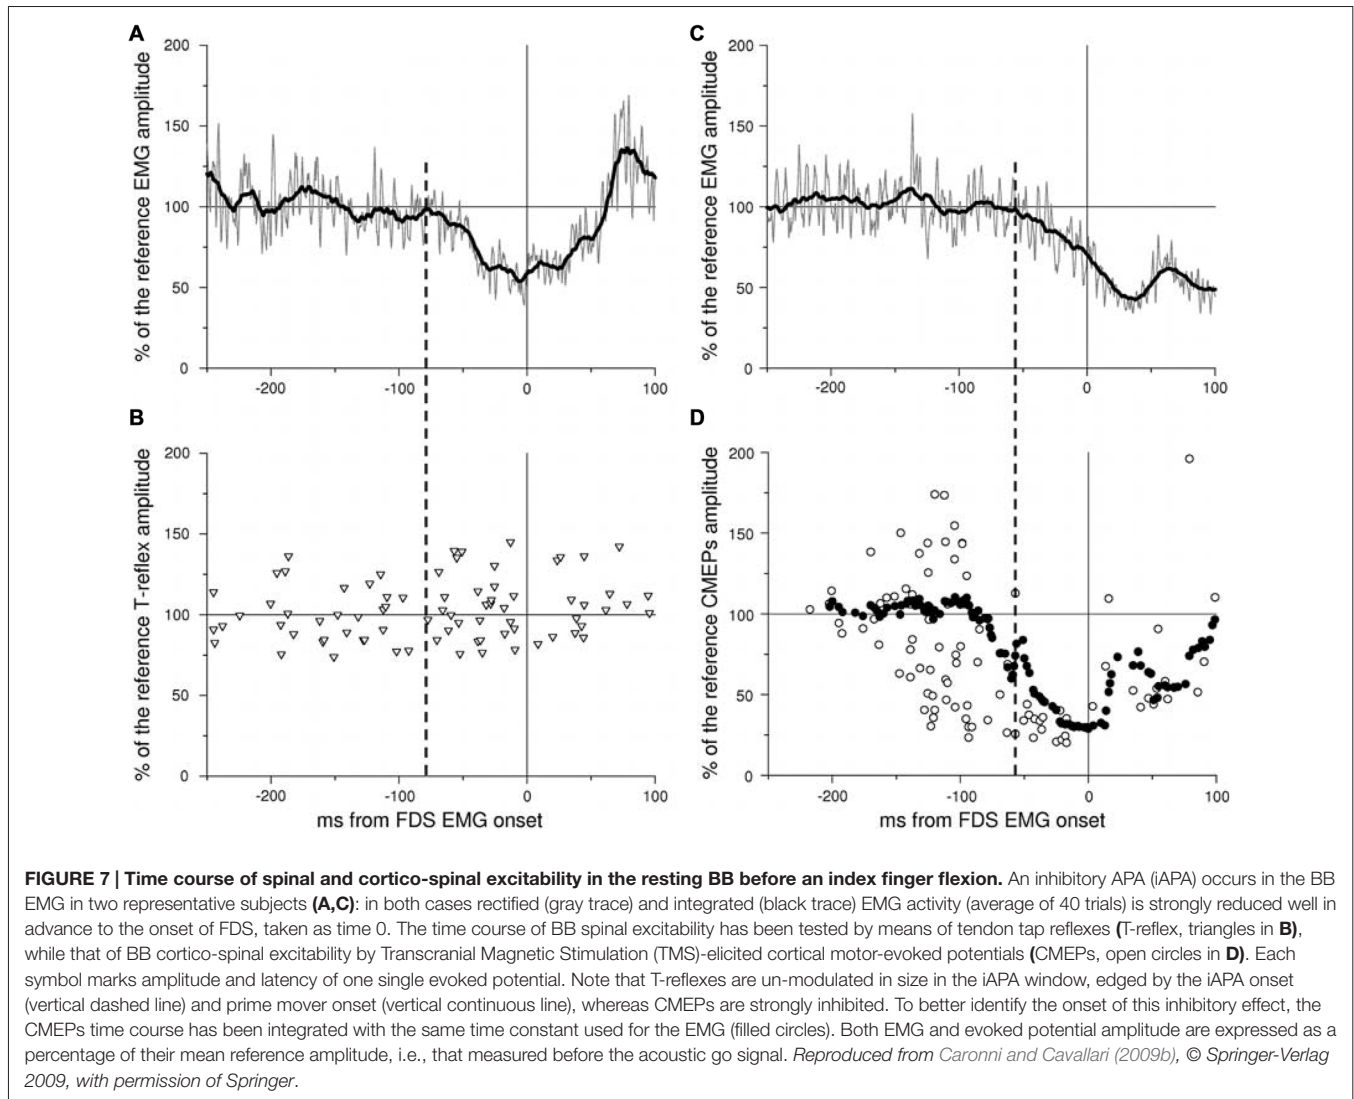 A
200
150
100
50
0
-200
-100
0
100
% of the reference EMG amplitude
C
200
150
100
50
0
-200
-100
0
100
% of the reference EMG amplitude
B
200
150
100
50
0
-200
-100
0
100
% of the reference T-reflex amplitude
ms from FDS EMG onset
D
200
150
100
50
0
-200
-100
0
100
% of the reference CMEPs amplitude
ms from FDS EMG onset
FIGURE 7 | Time course of spinal and cortico-spinal excitability in the resting BB before an index finger flexion. An inhibitory APA (iAPA) occurs in the BB
EMG in two representative subjects (A,C): in both cases rectified (gray trace) and integrated (black trace) EMG activity (average of 40 trials) is strongly reduced well in
advance to the onset of FDS, taken as time 0. The time course of BB spinal excitability has been tested by means of tendon tap reflexes (T-reflex, triangles in B),
while that of BB cortico-spinal excitability by Transcranial Magnetic Stimulation (TMS)-elicited cortical motor-evoked potentials (CMEPs, open circles in D). Each
symbol marks amplitude and latency of one single evoked potential. Note that T-reflexes are un-modulated in size in the iAPA window, edged by the iAPA onset
(vertical dashed line) and prime mover onset (vertical continuous line), whereas CMEPs are strongly inhibited. To better identify the onset of this inhibitory effect, the
CMEPs time course has been integrated with the same time constant used for the EMG (filled circles). Both EMG and evoked potential amplitude are expressed as a
percentage of their mean reference amplitude, i.e., that measured before the acoustic go signal. Reproduced from Caronni and Cavallari (2009b), © Springer-Verlag
2009, with permission of Springer.